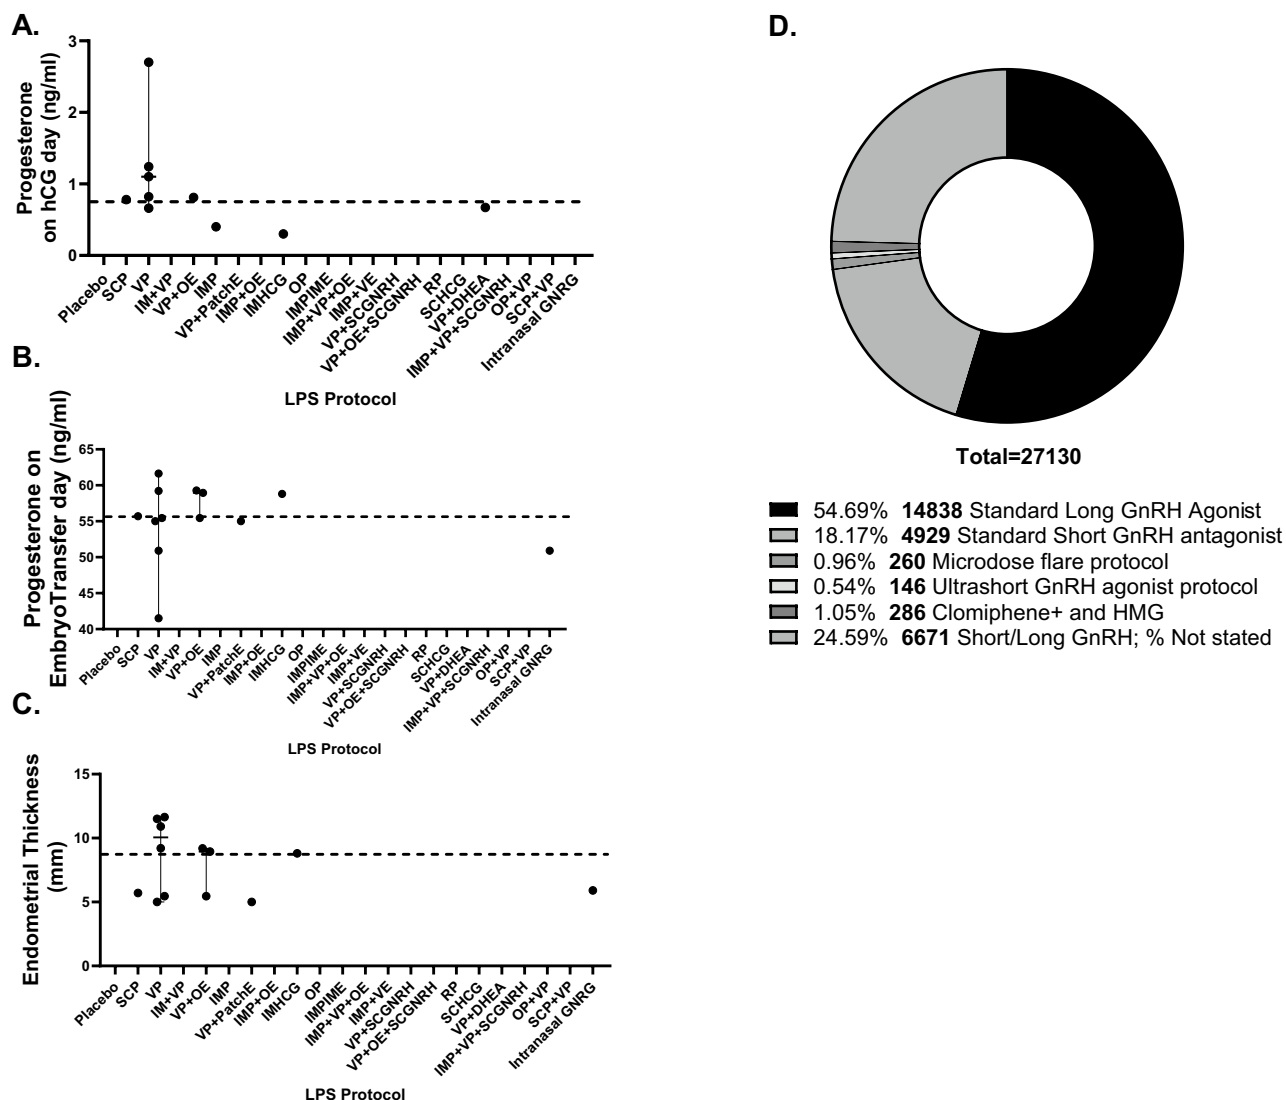 A.
Progesterone
on hCG day (ng/ml)
3
2
1
0
Placebo
SCP
VP
IM+VP
VP+OE
IMP
VP+PatchE
IMP+OE
IMHCG
OP
IMPIME
IMP+VP+OE
IMP+VE
VP+SCGNRH
VP+OE+SCGNRH
RP
SCHCG
VP+DHEA
IMP+VP+SCGNRH
OP+VP
SCP+VP
Intranasal GNRG
LPS Protocol
B.
Progesterone on
EmbryoTransfer day (ng/ml)
65
60
55
50
45
40
Placebo
SCP
VP
IM+VP
VP+OE
IMP
VP+PatchE
IMP+OE
IMHCG
OP
IMPIME
IMP+VP+OE
IMP+VE
VP+SCGNRH
VP+OE+SCGNRH
RP
SCHCG
VP+DHEA
IMP+VP+SCGNRH
OP+VP
SCP+VP
Intranasal GNRG
LPS Protocol
C.
Endometrial Thickness
(mm)
15
10
5
0
Placebo
SCP
VP
IM+VP
VP+OE
IMP
VP+PatchE
IMP+OE
IMHCG
OP
IMPIME
IMP+VP+OE
IMP+VE
VP+SCGNRH
VP+OE+SCGNRH
RP
SCHCG
VP+DHEA
IMP+VP+SCGNRH
OP+VP
SCP+VP
Intranasal GNRG
LPS Protocol
D.
Total=27130
54.69% 14838 Standard Long GnRH Agonist
18.17% 4929 Standard Short GnRH antagonist
0.96% 260 Microdose flare protocol
0.54% 146 Ultrashort GnRH agonist protocol
1.05% 286 Clomiphene+ and HMG
24.59% 6671 Short/Long GnRH; % Not stated